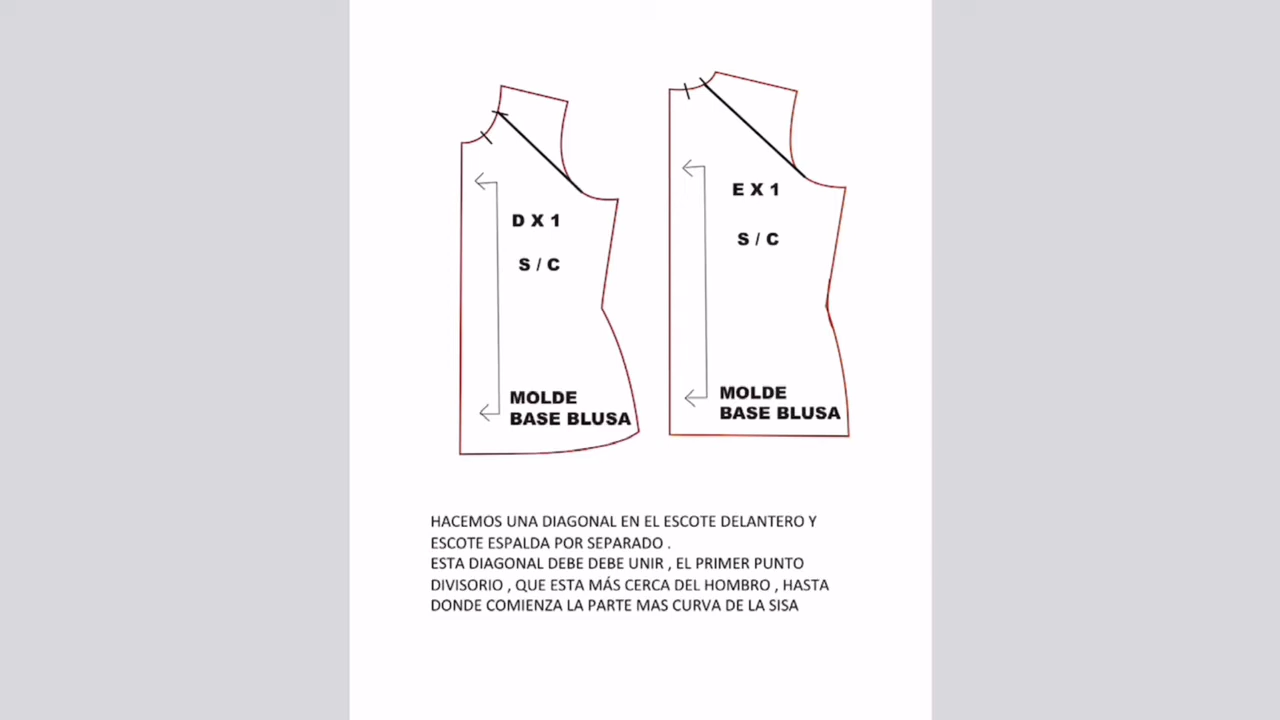 D X 1
S / C
MOLDE
BASE BLUSA
E X 1
S / C
MOLDE
BASE BLUSA
HACEMOS UNA DIAGONAL EN EL ESCOTE DELANTERO Y
ESCOTE ESPALDA POR SEPARADO .
ESTA DIAGONAL DEBE DEBE UNIR , EL PRIMER PUNTO
DIVISORIO , QUE ESTA MÁS CERCA DEL HOMBRO , HASTA
DONDE COMIENZA LA PARTE MAS CURVA DE LA SISA